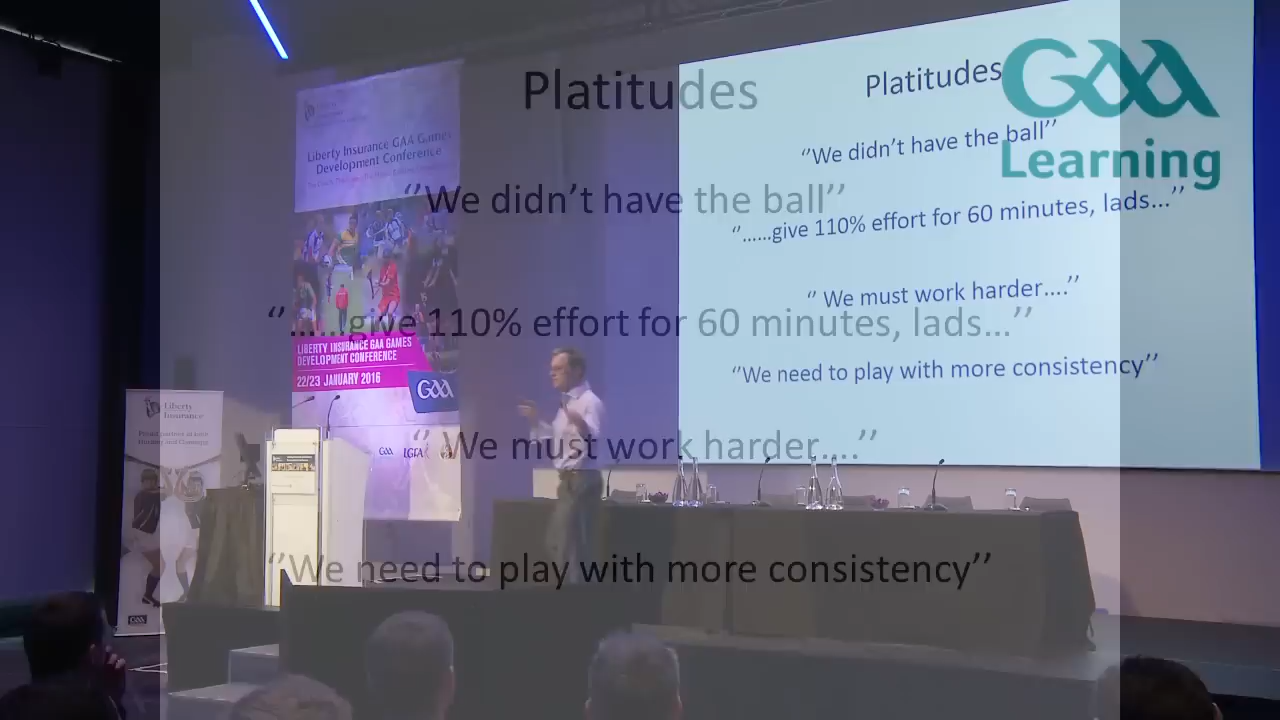 Platitudes
‘’We didn’t have the ball’’
‘’......give 110% effort for 60 minutes, lads...’’
‘’ We must work harder....’’
‘’We need to play with more consistency’’
Platitudes
‘’We didn’t have the ball’’
‘’......give 110% effort for 60 minutes, lads...’’
‘’ We must work harder....’’
‘’We need to play with more consistency’’
GAA
Learning
Liberty Insurance GAA Games
Development Conference
LIBERTY INSURANCE GAA GAMES
DEVELOPMENT CONFERENCE
22/23 JANUARY 2016
GAA
GAA
LGFA
Liberty
Insurance
GAA